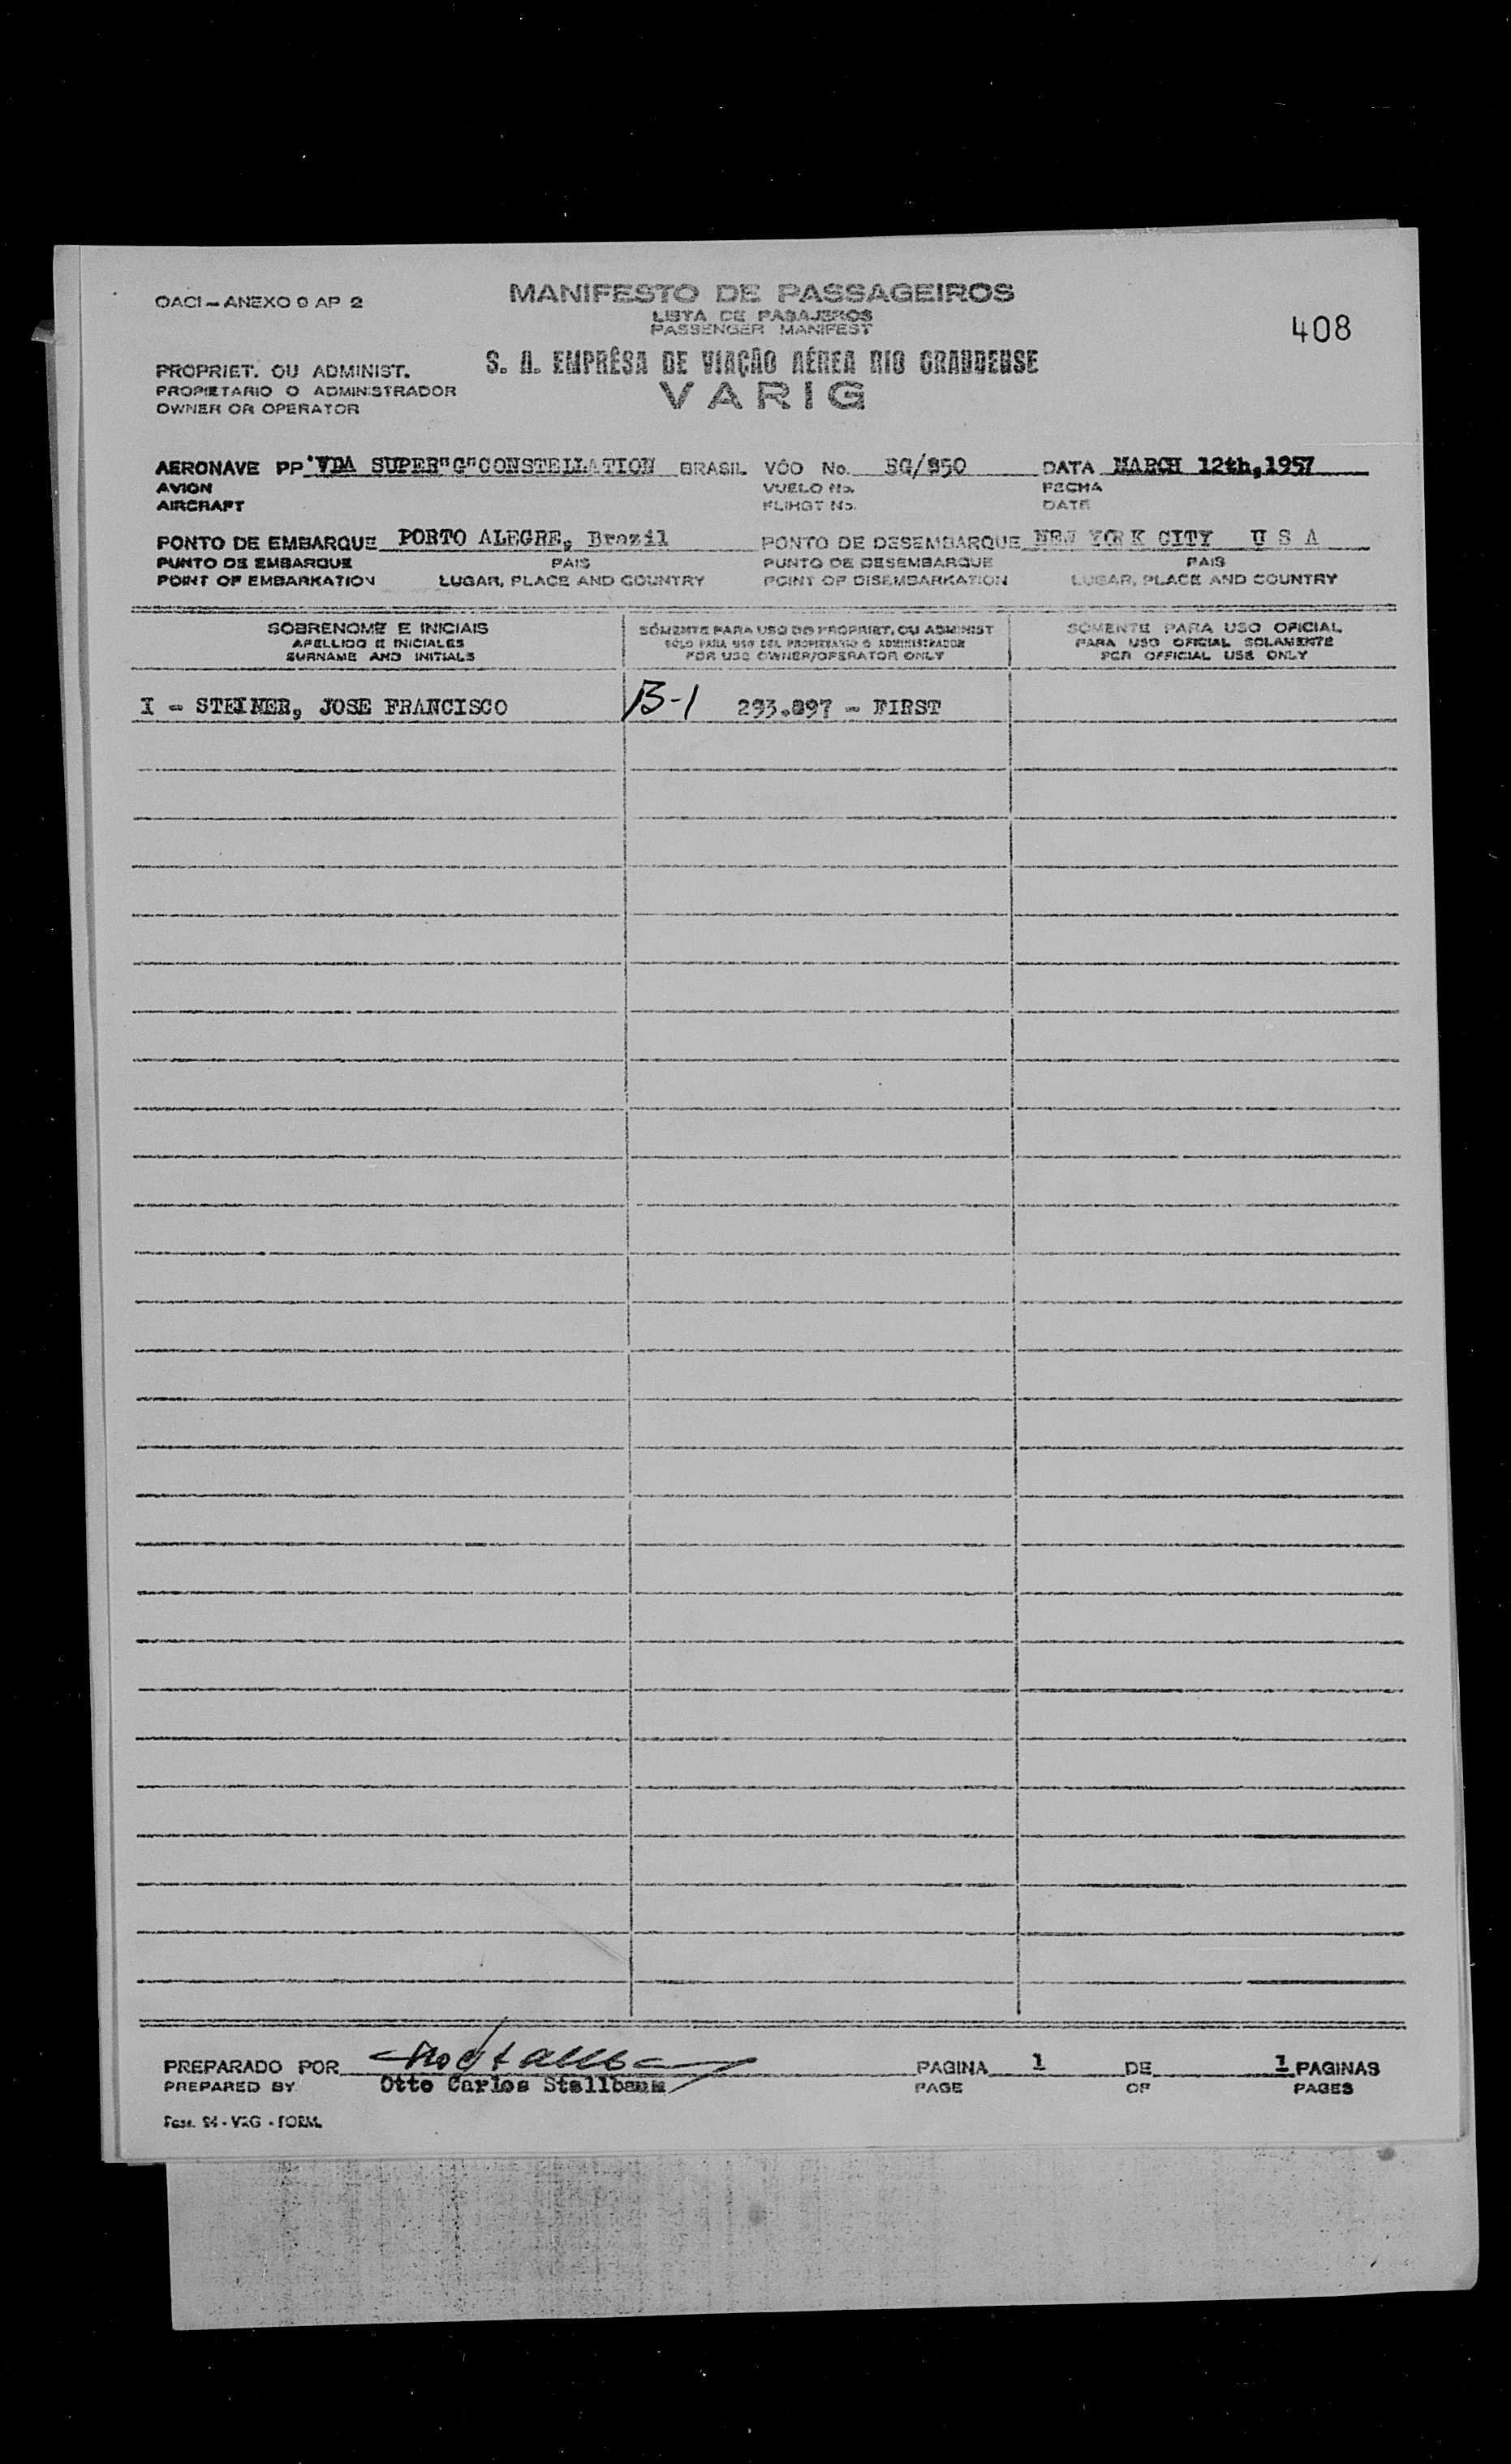 OACI - ANEXO 9 AP 2
MANIFESTO DE PASSAGEIROS
LISTA DE PASAJEROS
PASSENGER MANIFEST
408
PROPRIET. OU ADMINIST.
PROPIETARIO O ADMINISTRADOR
OWNER OR OPERATOR
S. A. EMPRÊSA DE VIAÇÃO AÉREA RIO GRANDENSE
VARIG
AERONAVE PP VDA SUPER"G"CONSTELLATION BRASIL VÔO No. RG/850 DATA MARCH 12th,1957
AVION VUELO No. FECHA
AIRCRAFT FLIHGT No. DATE
PONTO DE EMBARQUE PORTO ALEGRE, Brazil PONTO DE DESEMBARQUE NEW YORK CITY U S A
PUNTO DE EMBARQUE PAIS PUNTO DE DESEMBARQUE PAIS
POINT OF EMBARKATION LUGAR, PLACE AND COUNTRY POINT OF DISEMBARKATION LUGAR, PLACE AND COUNTRY
SOBRENOME E INICIAIS SÓMENTE PARA USO DO PROPRIET. OU ADMINIST SÓMENTE PARA USO OFICIAL
APELLIDO E INICIALES SÓLO PARA USO DEL PROPIETARIO O ADMINISTRADOR PARA USO OFICIAL SOLAMENTE
SURNAME AND INITIALS FOR USE OWNER/OPERATOR ONLY FOR OFFICIAL USE ONLY
I - STEINER, JOSE FRANCISCO B-1 293.897 - FIRST
PREPARADO POR PAGINA 1 DE 1 PAGINAS
PREPARED BY Otto Carlos Stellbaum PAGE OF PAGES
VRG - FORM.